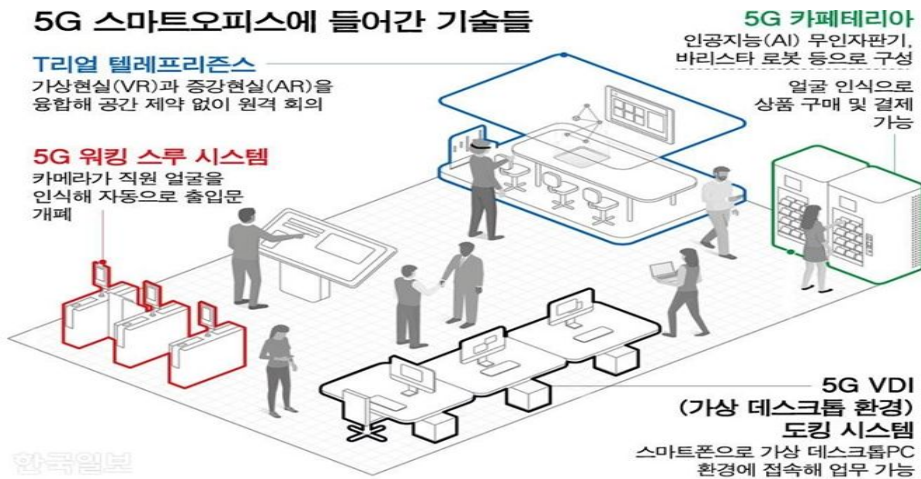 5G 스마트오피스에 들어간 기술들
T리얼 텔레프리즌스
가상현실(VR)과 증강현실(AR)을
융합해 공간 제약 없이 원격 회의
5G 워킹 스루 시스템
카메라가 직원 얼굴을
인식해 자동으로 출입문
개폐
5G 카페테리아
인공지능(AI) 무인자판기,
바리스타 로봇 등으로 구성
얼굴 인식으로
상품 구매 및 결제
가능
5G VDI
(가상 데스크톱 환경)
도킹 시스템
스마트폰으로 가상 데스크톱PC
환경에 접속해 업무 가능
한국일보